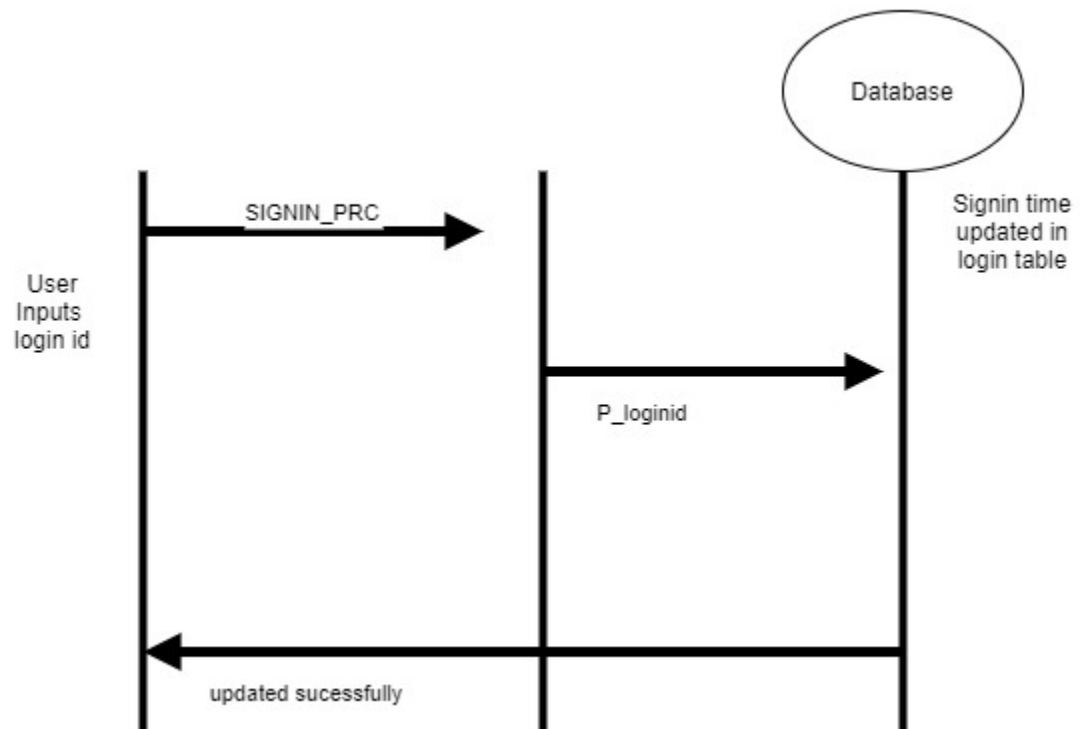 Database
SIGNIN_PRC
Signin time
updated in
login table
User
Inputs
login id
P_loginid
updated sucessfully